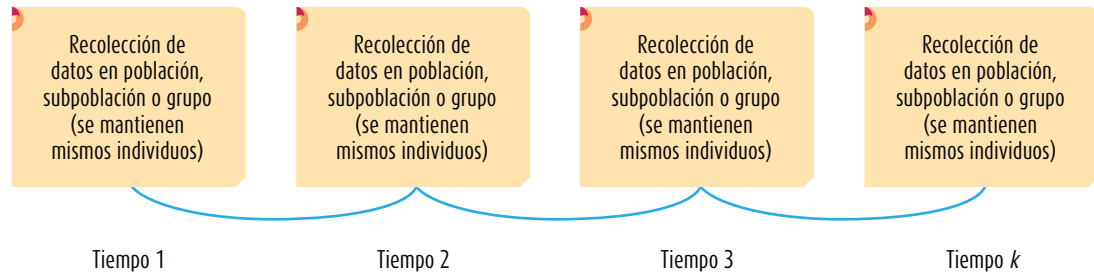 Recolección de
datos en población,
subpoblación o grupo
(se mantienen
mismos individuos)
Recolección de
datos en población,
subpoblación o grupo
(se mantienen
mismos individuos)
Recolección de
datos en población,
subpoblación o grupo
(se mantienen
mismos individuos)
Recolección de
datos en población,
subpoblación o grupo
(se mantienen
mismos individuos)
Tiempo 1
Tiempo 2
Tiempo 3
Tiempo k